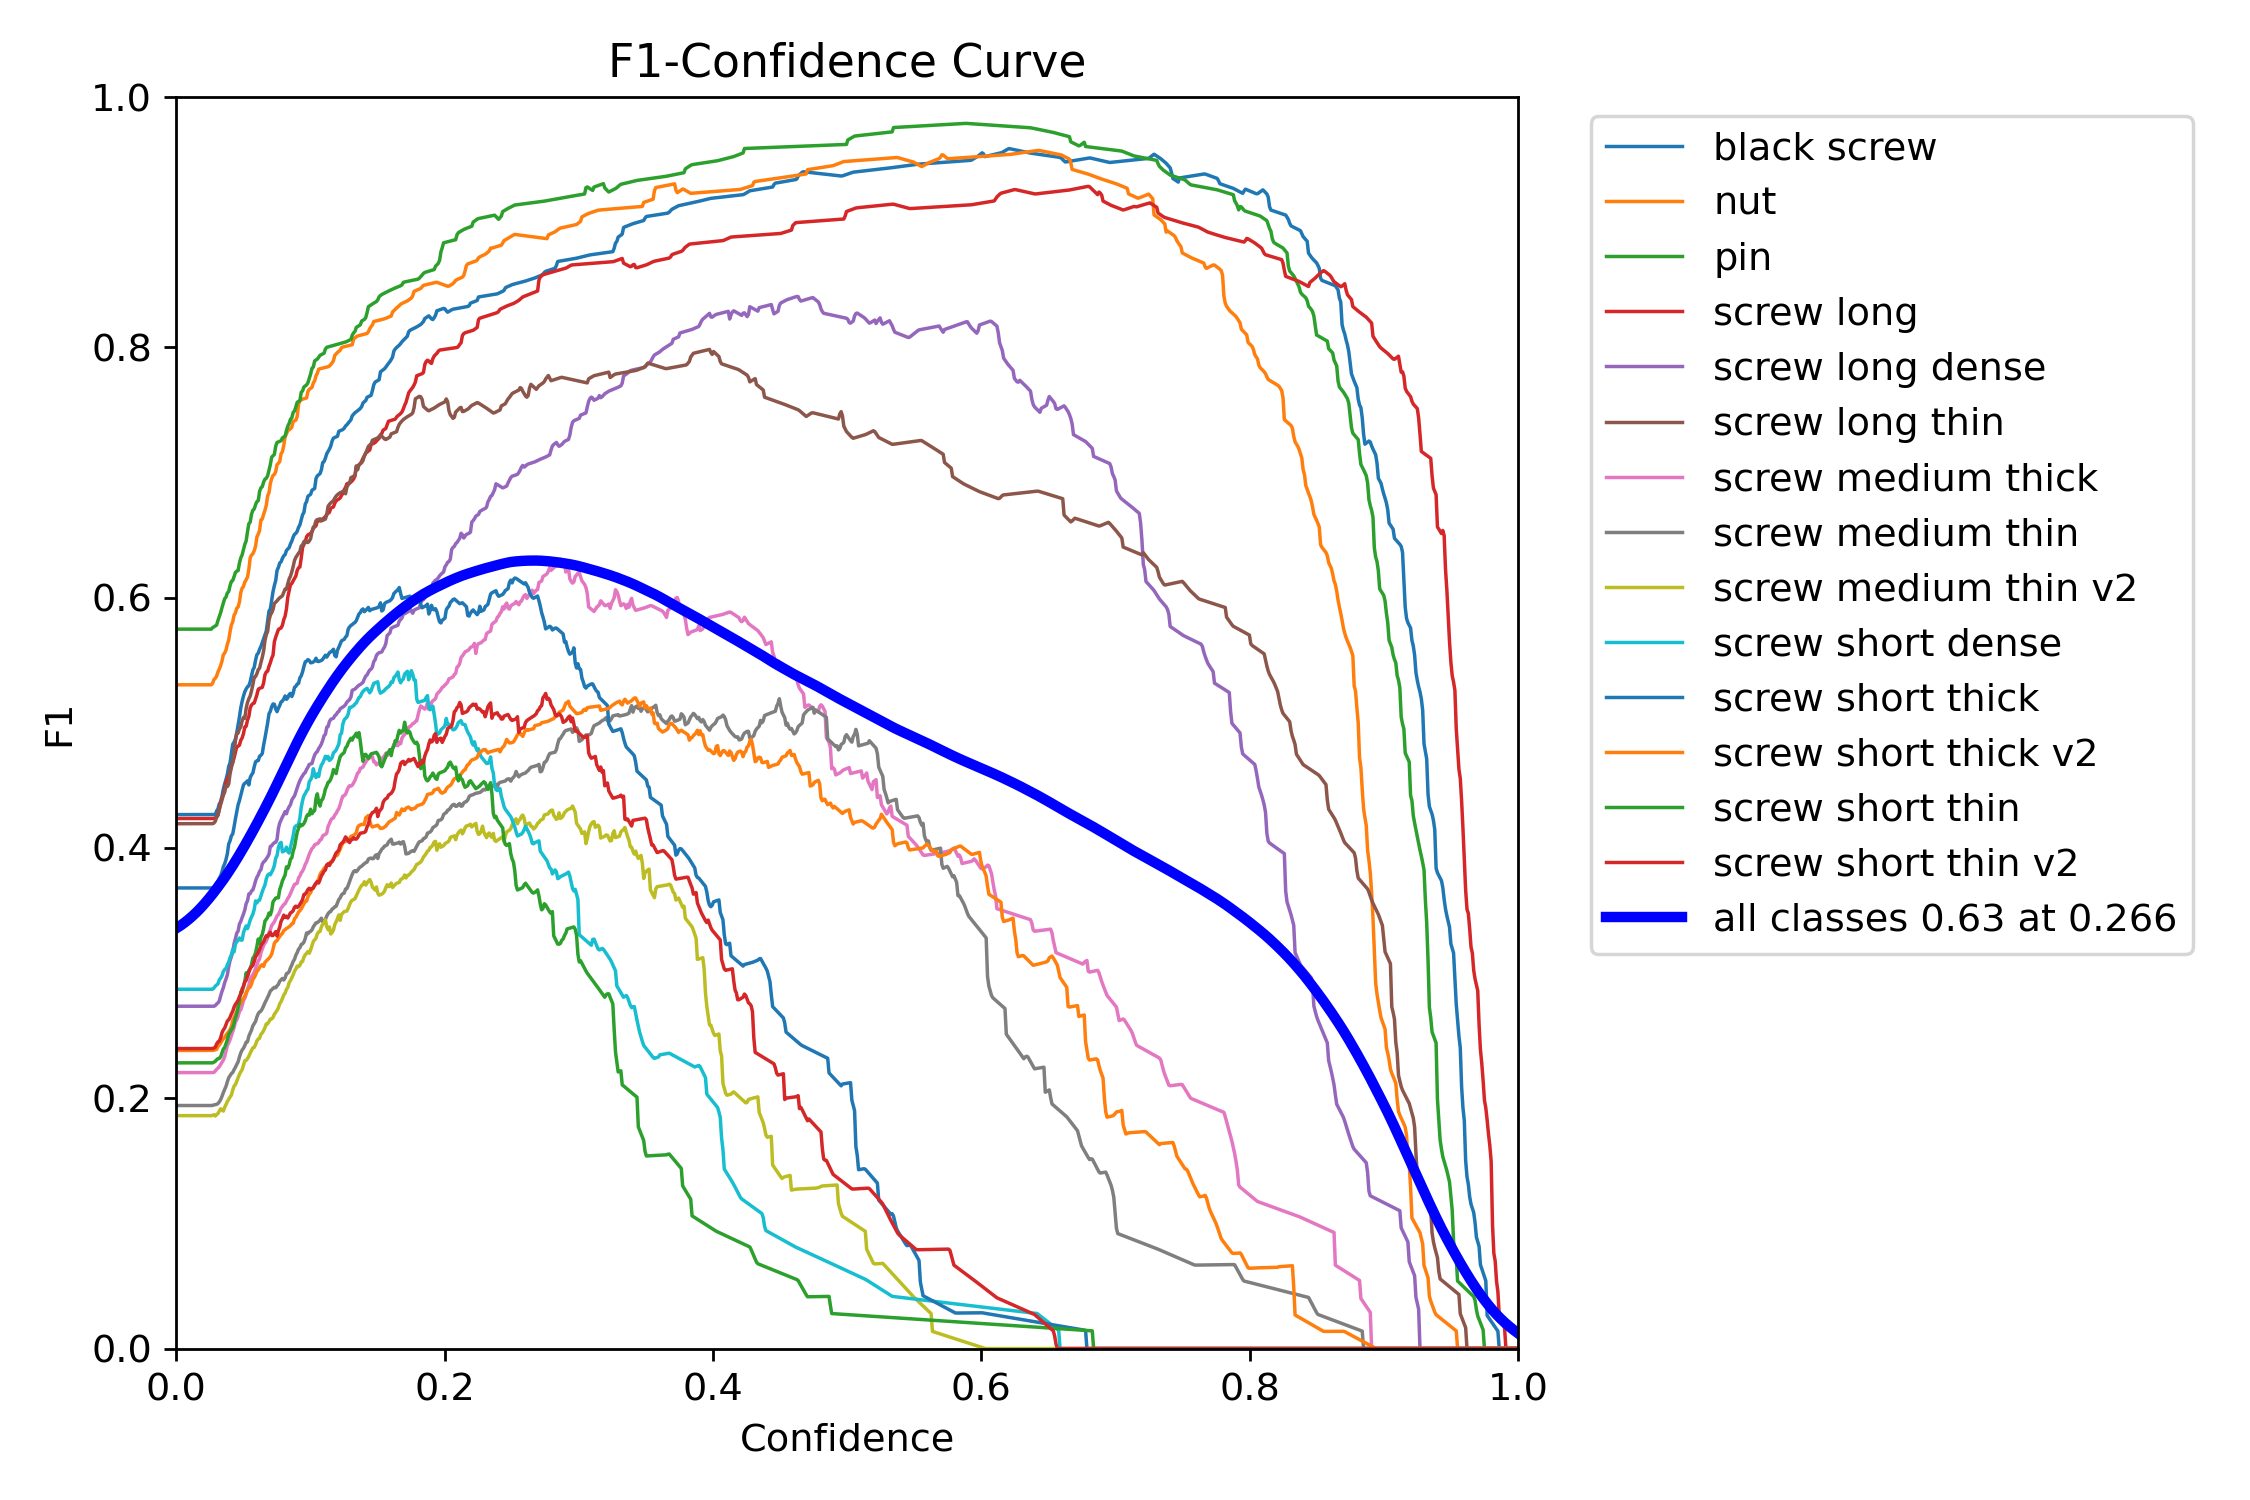 F1-Confidence Curve
1.0
0.8
0.6
0.4
0.2
0.0
F1
0.0 0.2 0.4 0.6 0.8 1.0
Confidence
black screw
nut
pin
screw long
screw long dense
screw long thin
screw medium thick
screw medium thin
screw medium thin v2
screw short dense
screw short thick
screw short thick v2
screw short thin
screw short thin v2
all classes 0.63 at 0.266